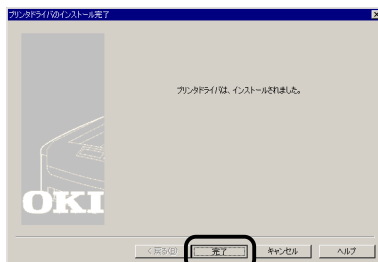 プリンタドライバのインストール完了
プリンタドライバは、インストールされました。
OKI
< 戻る(B)
完了
キャンセル
ヘルプ